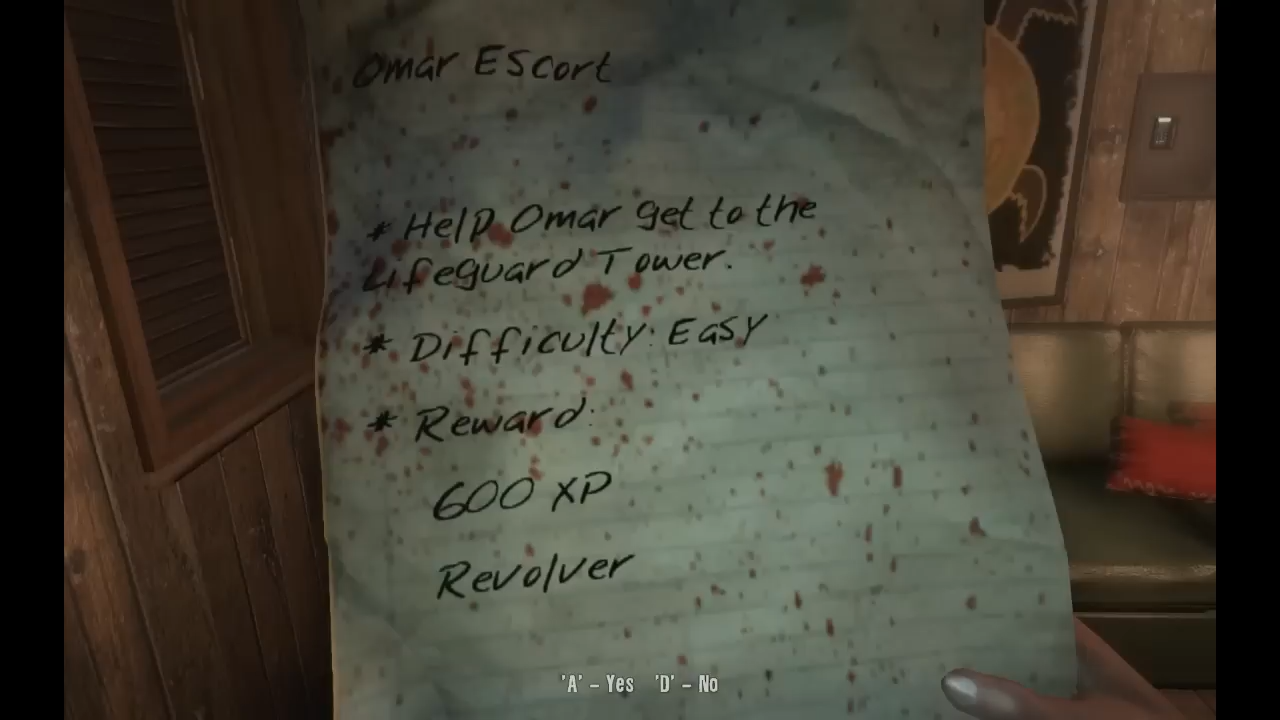 Omar Escort
* Help Omar get to the
Lifeguard Tower.
* Difficulty: Easy
* Reward:
600 XP
Revolver
'A' - Yes 'D' - No